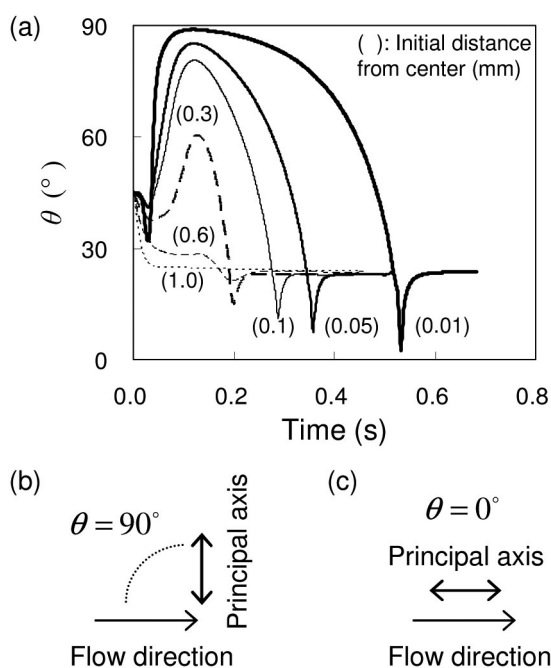 (a)
90
60
30
0
θ (°)
( ): Initial distance
from center (mm)
(0.3)
(0.6)
(1.0)
(0.1) (0.05) (0.01)
0.0 0.2 0.4 0.6 0.8
Time (s)
(b)
θ = 90°
Principal axis
Flow direction
(c)
θ = 0°
Principal axis
Flow direction